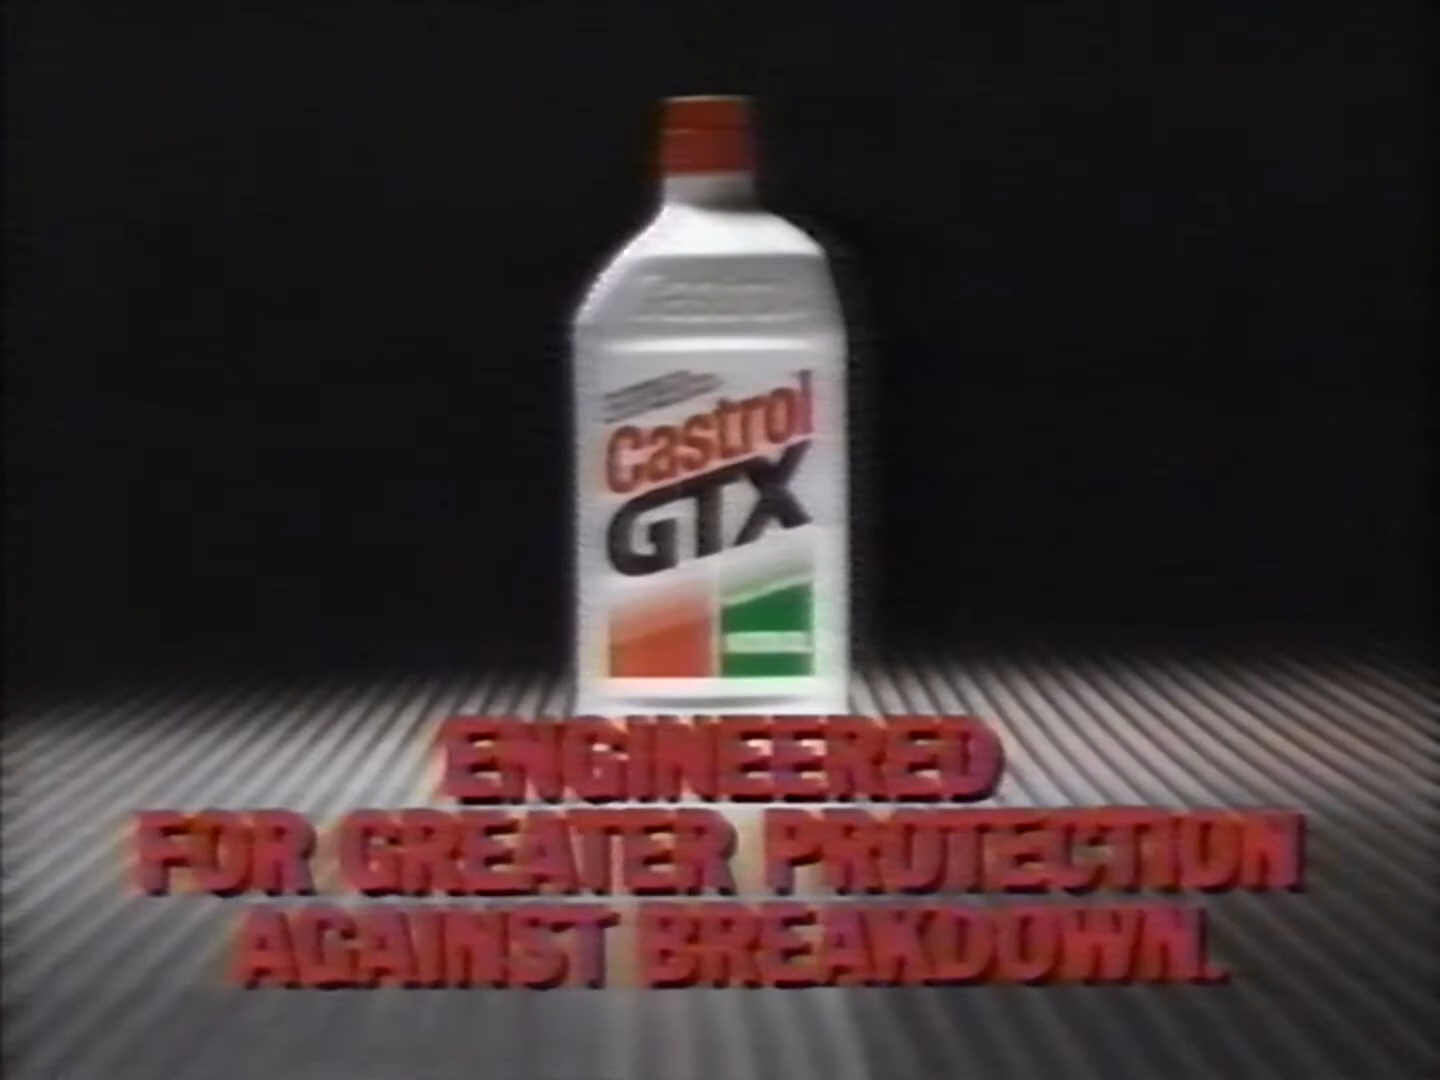 Castrol
GTX
ENGINEERED
FOR GREATER PROTECTION
AGAINST BREAKDOWN.